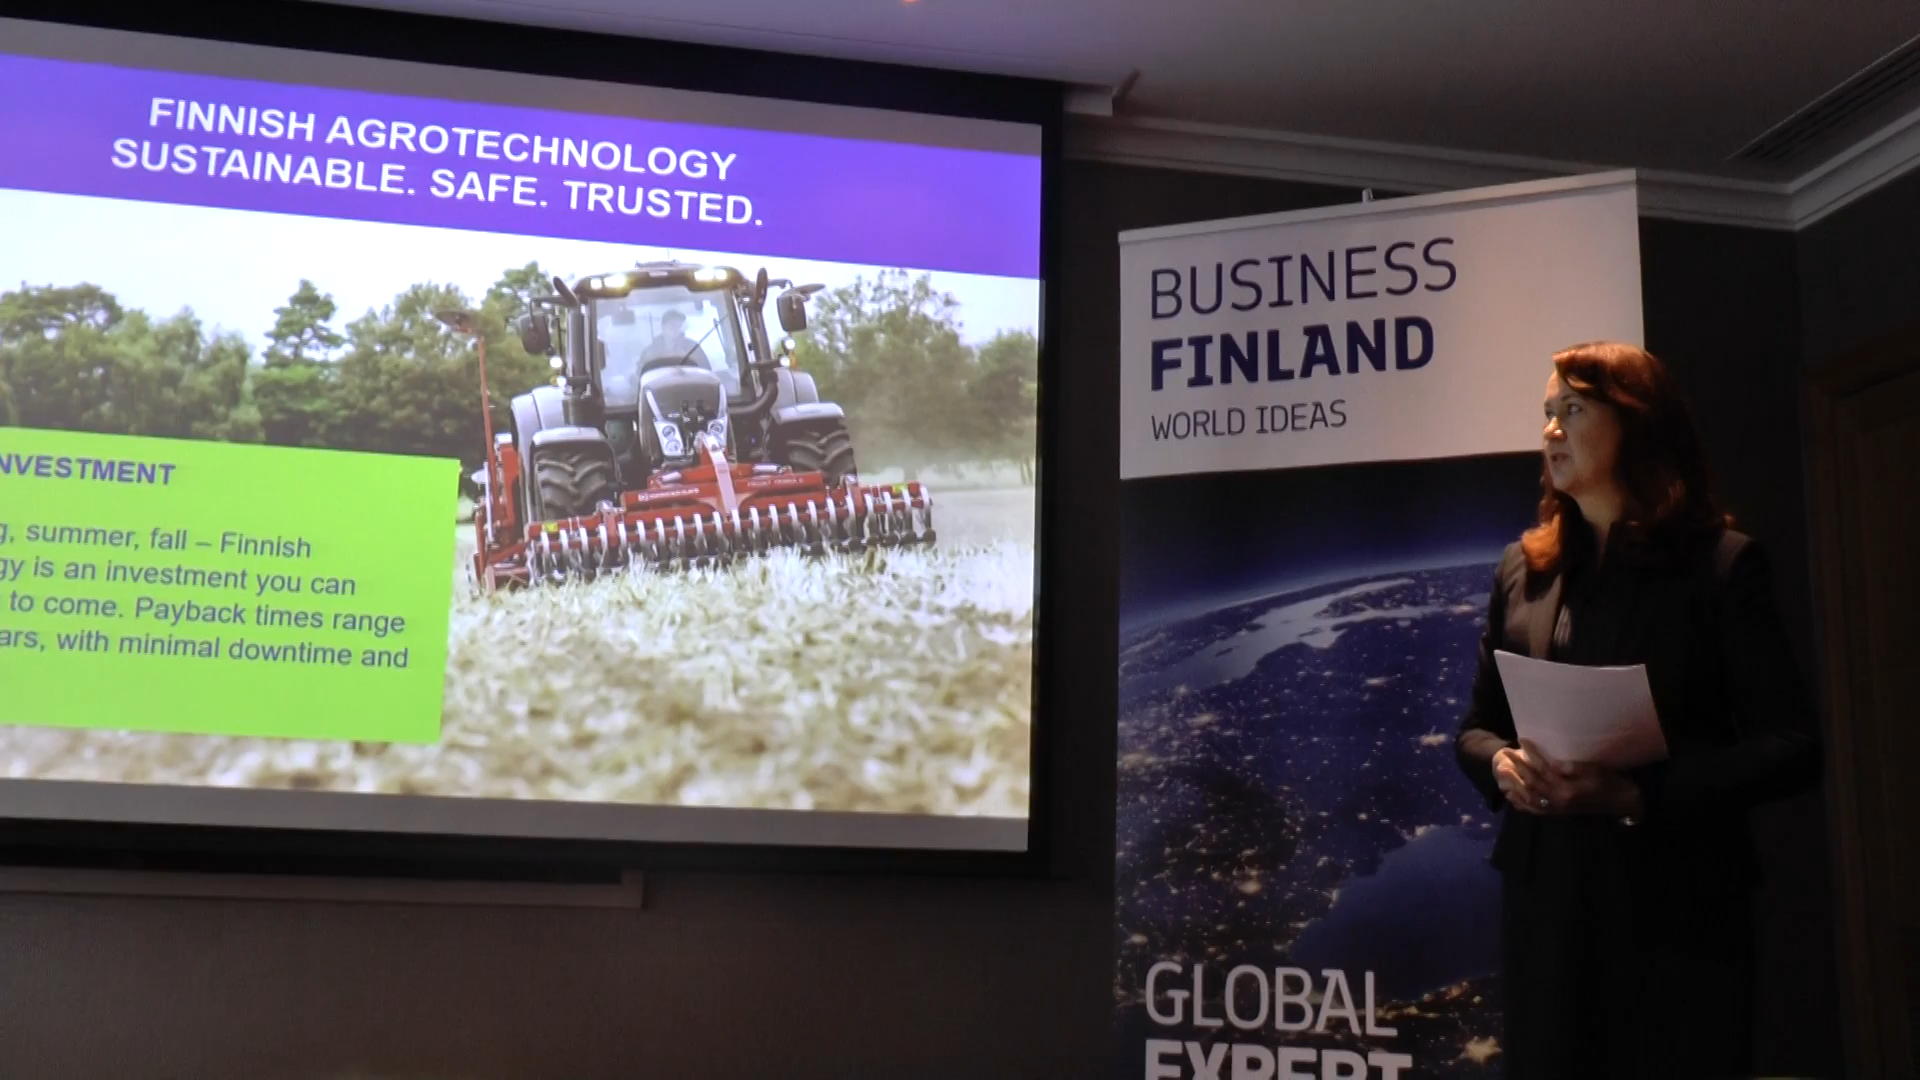 FINNISH AGROTECHNOLOGY
SUSTAINABLE. SAFE. TRUSTED.
NVESTMENT
g, summer, fall – Finnish
gy is an investment you can
to come. Payback times range
ars, with minimal downtime and
BUSINESS
FINLAND
WORLD IDEAS
GLOBAL
EXPERT